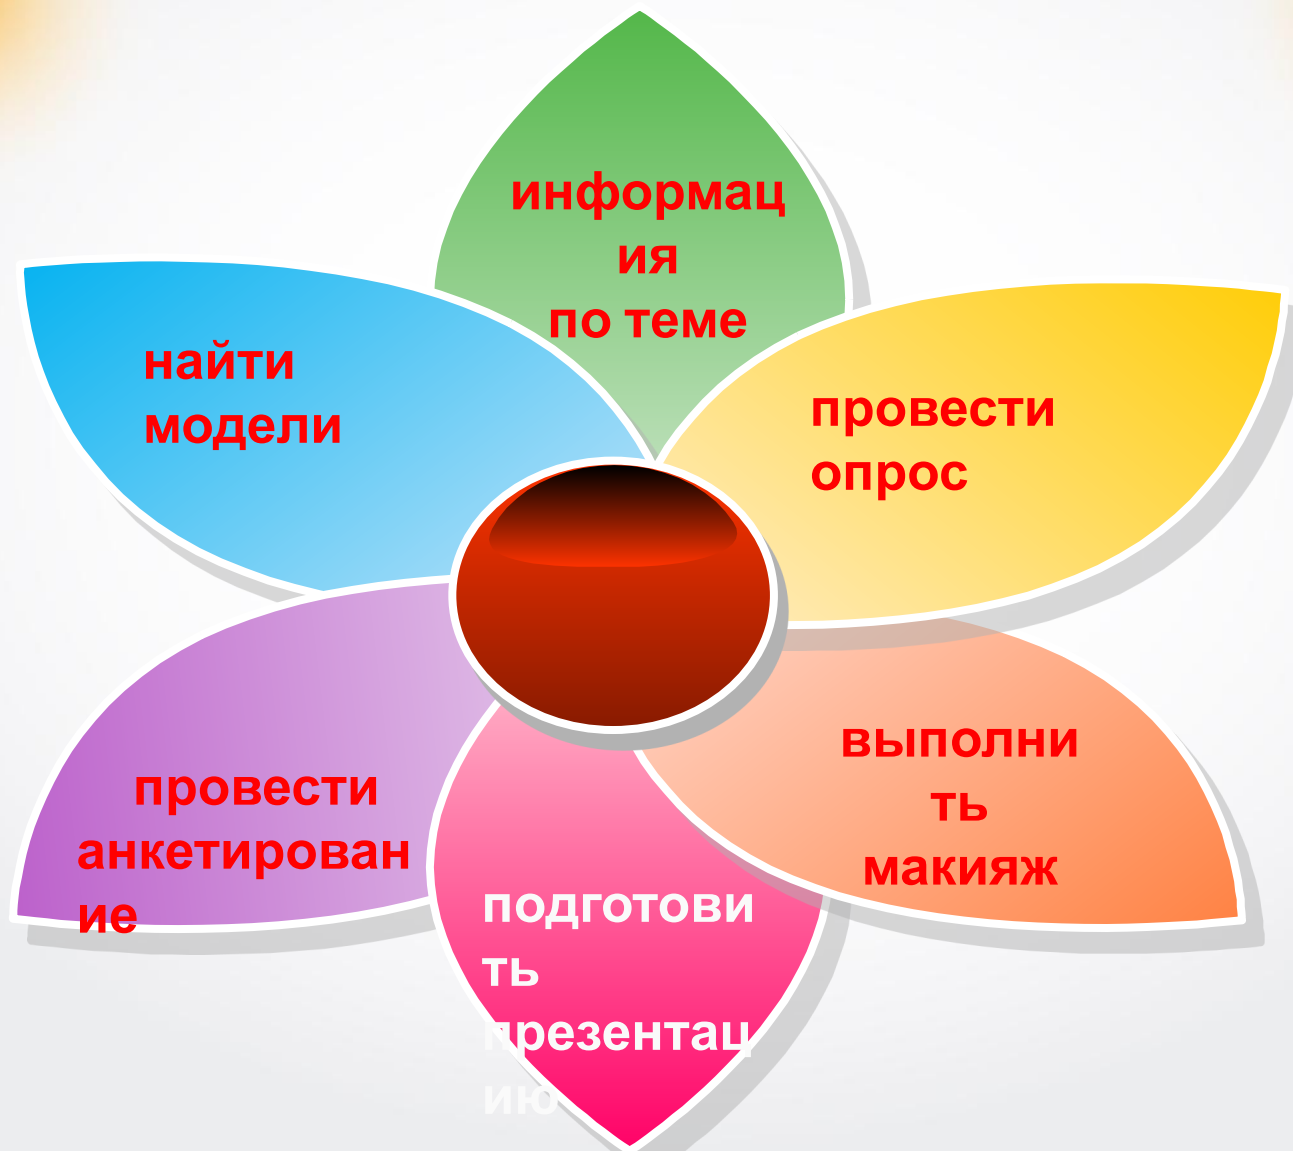 информац
ия
по теме
найти
модели
провести
опрос
выполни
ть
макияж
провести
анкетирован
ие
подготови
ть
презентац
ию